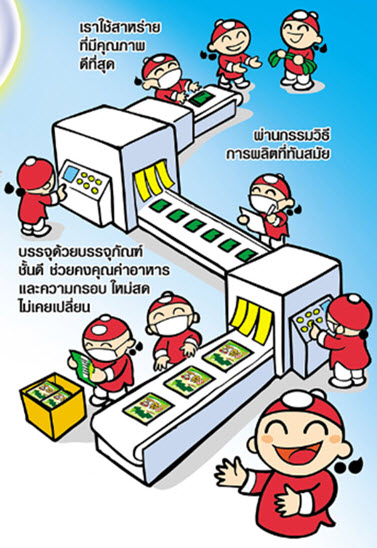 เราใช้สาหร่าย
ที่มีคุณภาพ
ดีที่สุด
ผ่านกรรมวิธี
การผลิตที่ทันสมัย
บรรจุด้วยบรรจุภัณฑ์
ชั้นดี ช่วยคงคุณค่าอาหาร
และความกรอบ ใหม่สด
ไม่เคยเปลี่ยน